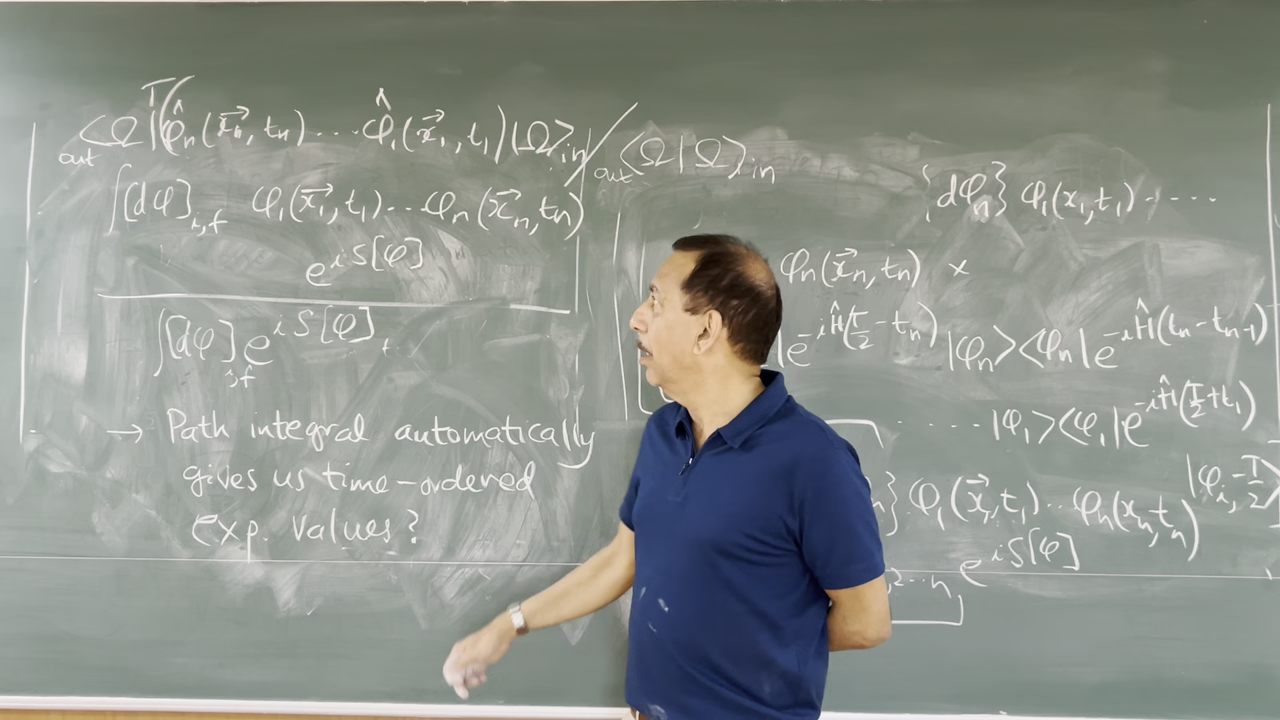 out<Ω|T(φ̂ₙ(x⃗ₙ, tₙ) ... φ̂₁(x⃗₁, t₁)|Ω>in / out<Ω|Ω>in
∫[dφ]i,f φ₁(x⃗₁, t₁) ... φₙ(x⃗ₙ, tₙ)
e^{iS[φ]}
∫[dφ]i,f e^{iS[φ]}
→ Path integral automatically
gives us time-ordered
exp. values?
{dφₙ} φ₁(x₁, t₁) ....
φₙ(x⃗ₙ, tₙ) ×
|e^{-iĤ(T/2 - tₙ)} |φₙ><φₙ| e^{-iĤ(tₙ - tₙ₋₁)}
..... |φ₁><φ₁| e^{-iĤ(T/2 + t₁)}
|φᵢ, -T/2>
} φ₁(x⃗₁, t₁) .. φₙ(xₙ, tₙ)
e^{iS[φ]}
,2...n